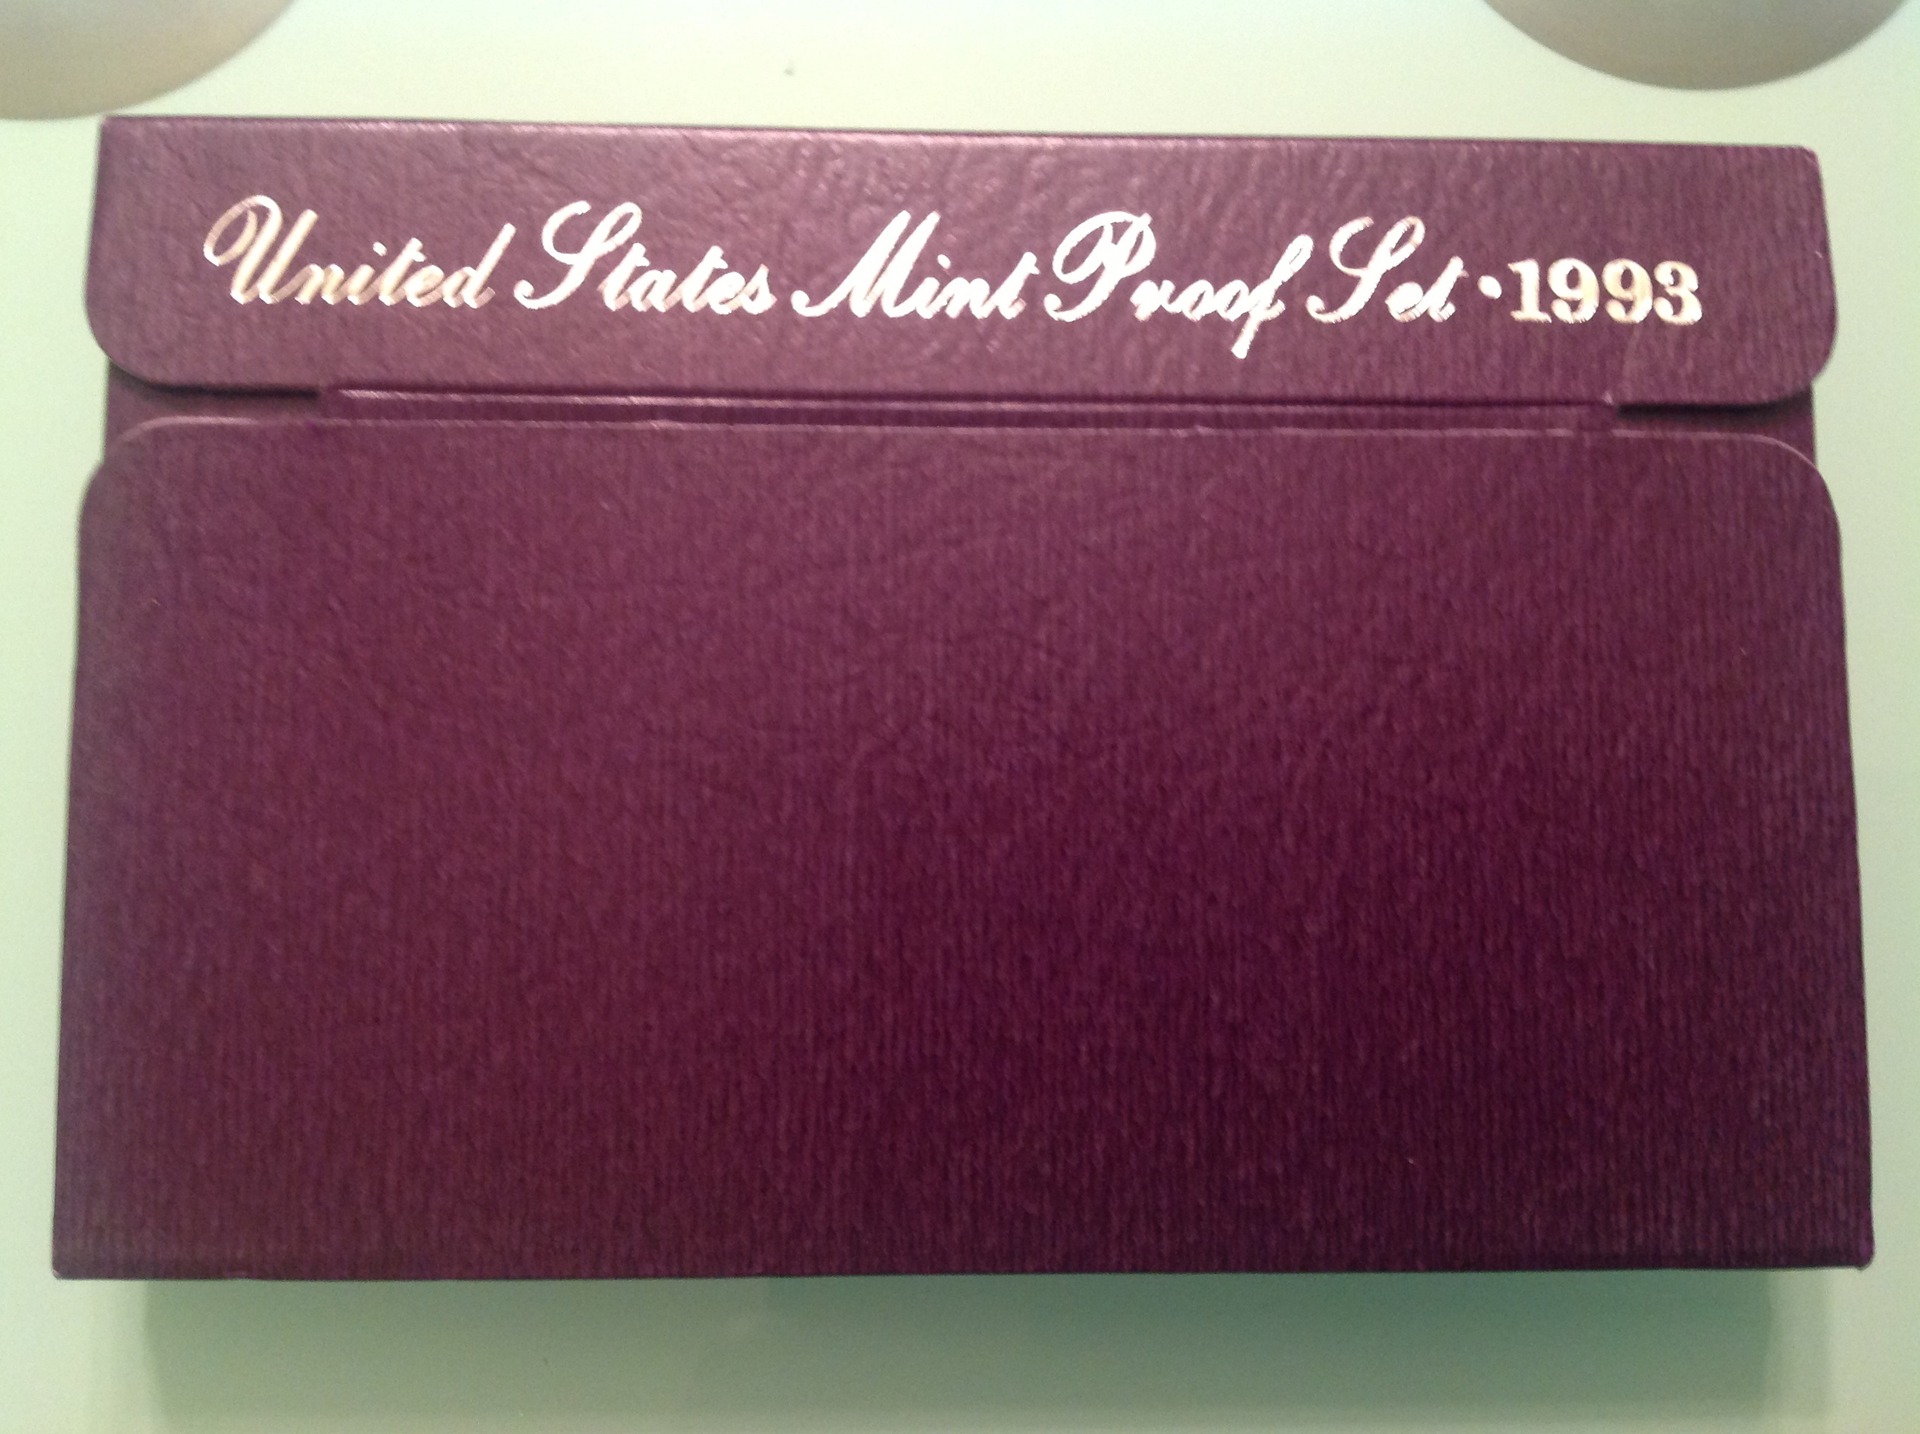 United States Mint Proof Set · 1993